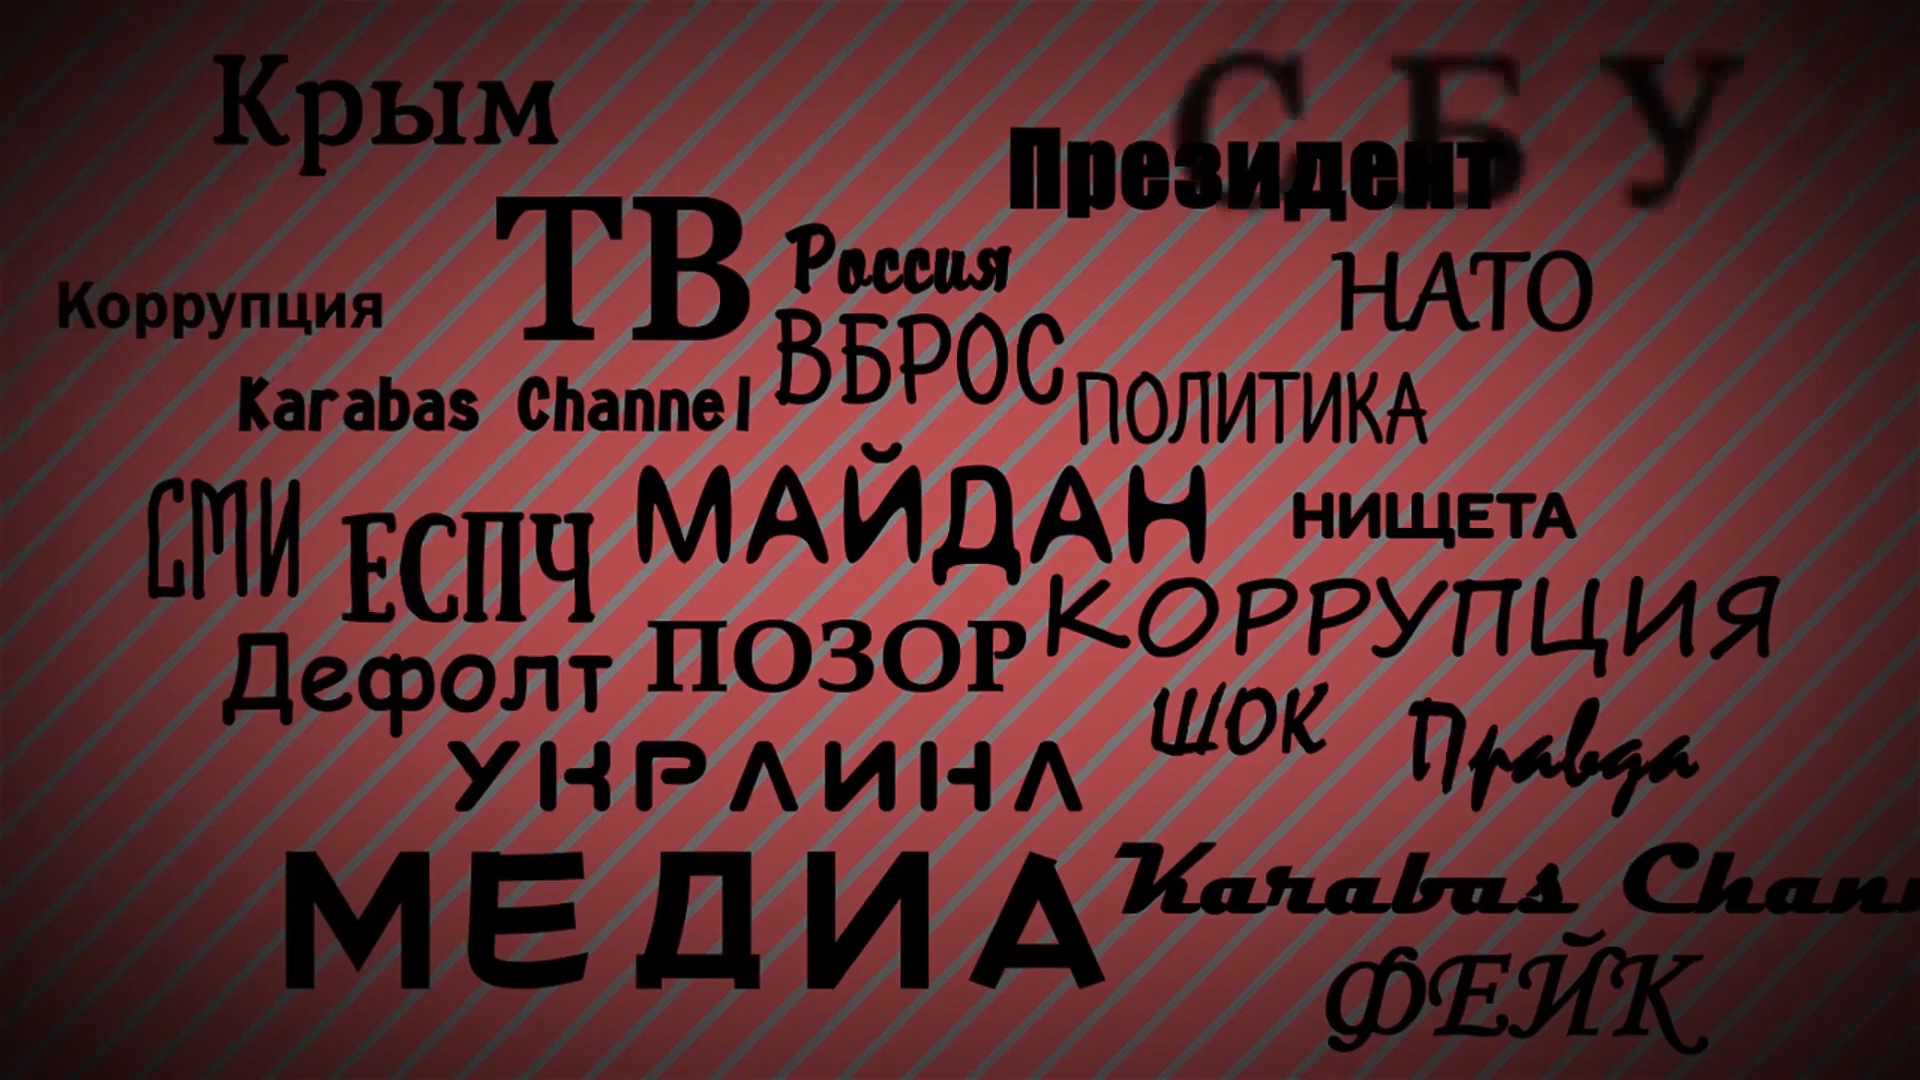 Крым
СБУ
Президент
ТВ
Россия
НАТО
Коррупция
ВБРОС
Karabas Channel
ПОЛИТИКА
МАЙДАН
СМИ
ЕСПЧ
НИЩЕТА
КОРРУПЦИЯ
Дефолт
ПОЗОР
ШОК
Правда
УКРАИНА
МЕДИА
Karabas Chann
ФЕЙК